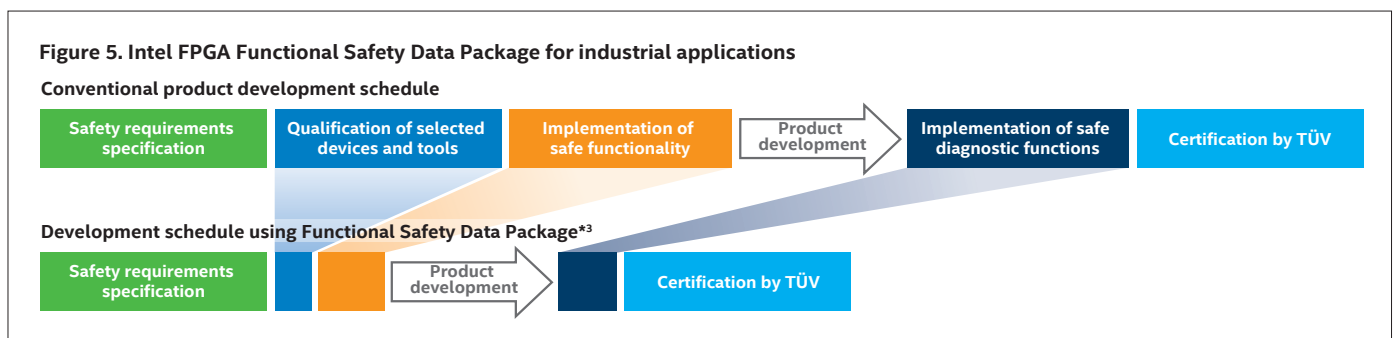 Figure 5. Intel FPGA Functional Safety Data Package for industrial applications
Conventional product development schedule
Safety requirements
specification
Qualification of selected
devices and tools
Implementation of
safe functionality
Product
development
Implementation of safe
diagnostic functions
Certification by TÜV
Development schedule using Functional Safety Data Package*3
Safety requirements
specification
Product
development
Certification by TÜV